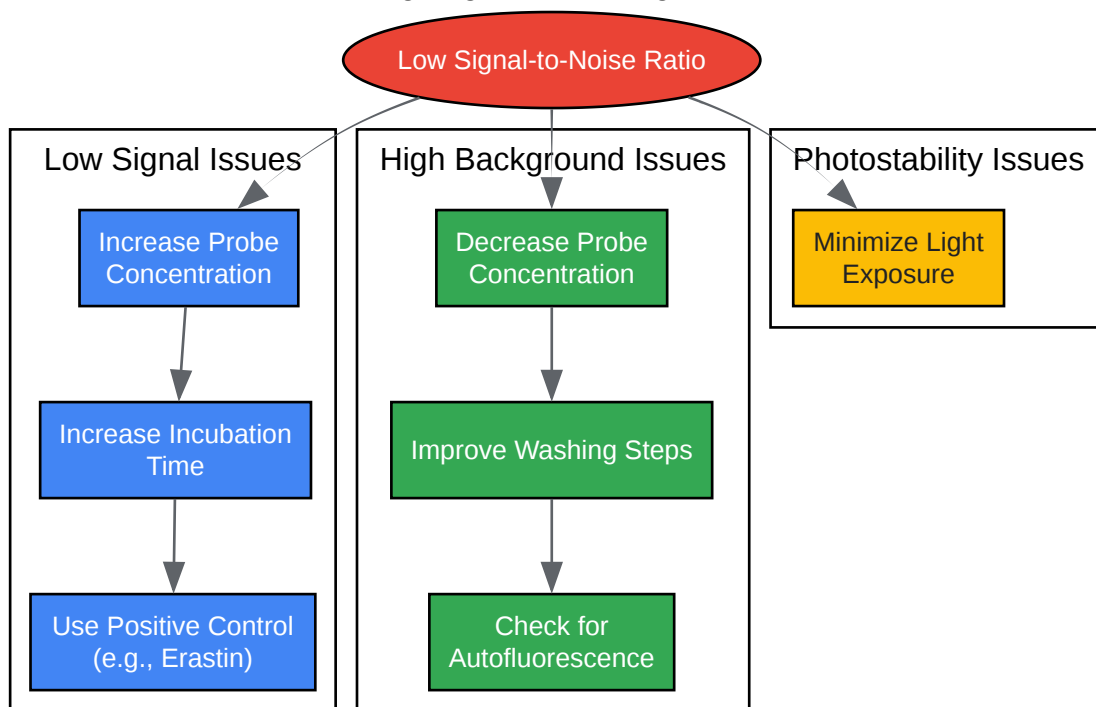 Low Signal-to-Noise Ratio
Low Signal Issues
High Background Issues
Photostability Issues
Increase Probe
Concentration
Decrease Probe
Concentration
Minimize Light
Exposure
Increase Incubation
Time
Improve Washing Steps
Use Positive Control
(e.g., Erastin)
Check for
Autofluorescence